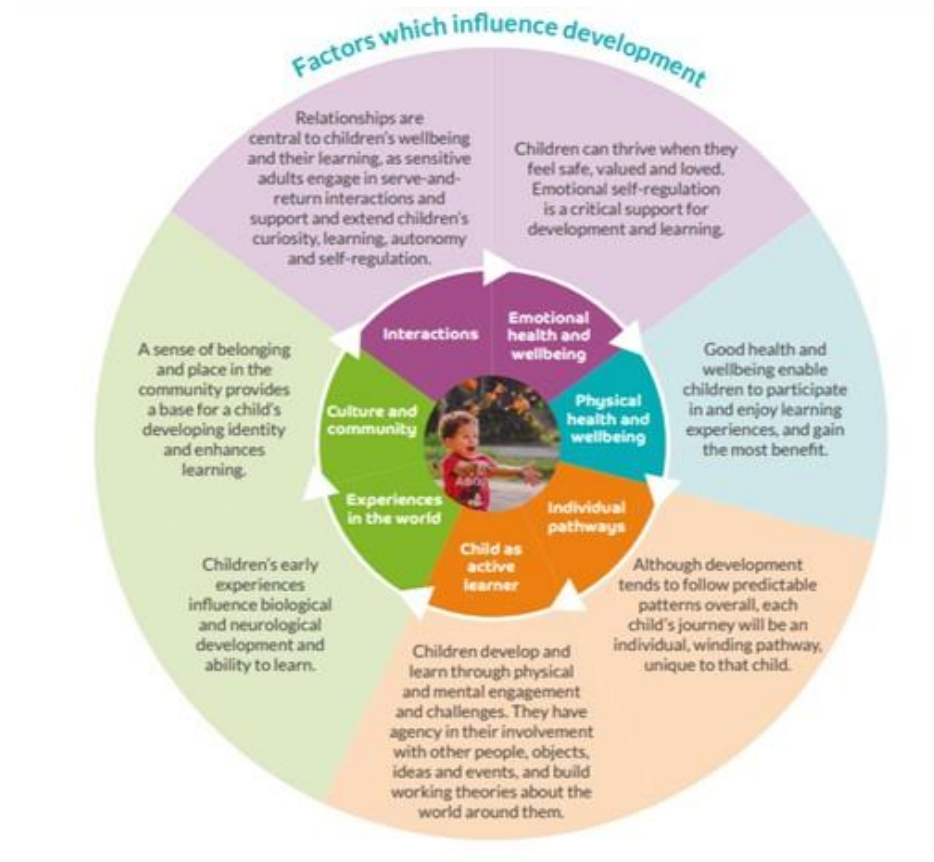 Factors which influence development
Relationships are
central to children's wellbeing
and their learning, as sensitive
adults engage in serve-and-
return interactions and
support and extend children's
curiosity, learning, autonomy
and self-regulation.
Children can thrive when they
feel safe, valued and loved.
Emotional self-regulation
is a critical support for
development and learning.
Interactions
Emotional
health and
wellbeing
A sense of belonging
and place in the
community provides
a base for a child's
developing identity
and enhances
learning.
Culture and
community
Physical
health and
wellbeing
Good health and
wellbeing enable
children to participate
in and enjoy learning
experiences, and gain
the most benefit.
Experiences
in the world
Individual
pathways
Child as
active
learner
Children's early
experiences
influence biological
and neurological
development and
ability to learn.
Although development
tends to follow predictable
patterns overall, each
child's journey will be an
individual, winding pathway,
unique to that child.
Children develop and
learn through physical
and mental engagement
and challenges. They have
agency in their involvement
with other people, objects,
ideas and events, and build
working theories about the
world around them.